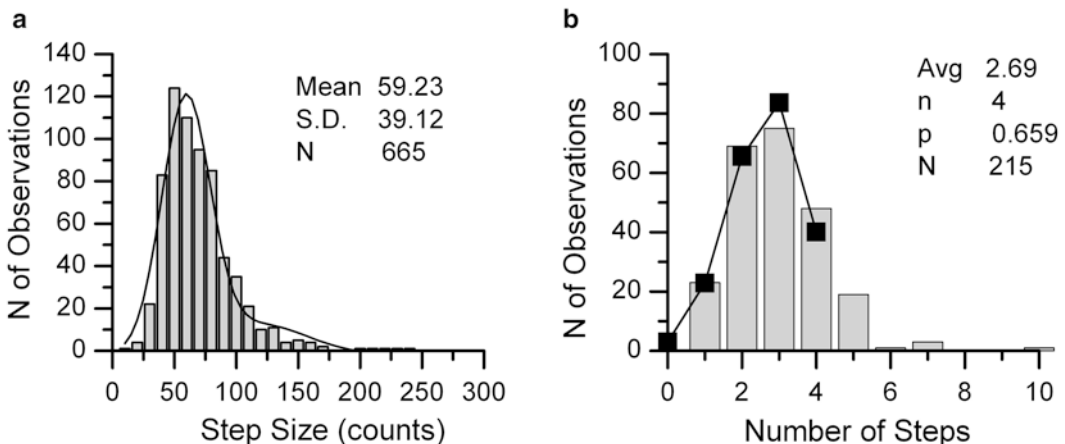 a
140
120
100
80
60
40
20
0
N of Observations
Mean 59.23
S.D. 39.12
N 665
0 50 100 150 200 250 300
Step Size (counts)
b
100
80
60
40
20
0
N of Observations
Avg 2.69
n 4
p 0.659
N 215
0 2 4 6 8 10
Number of Steps